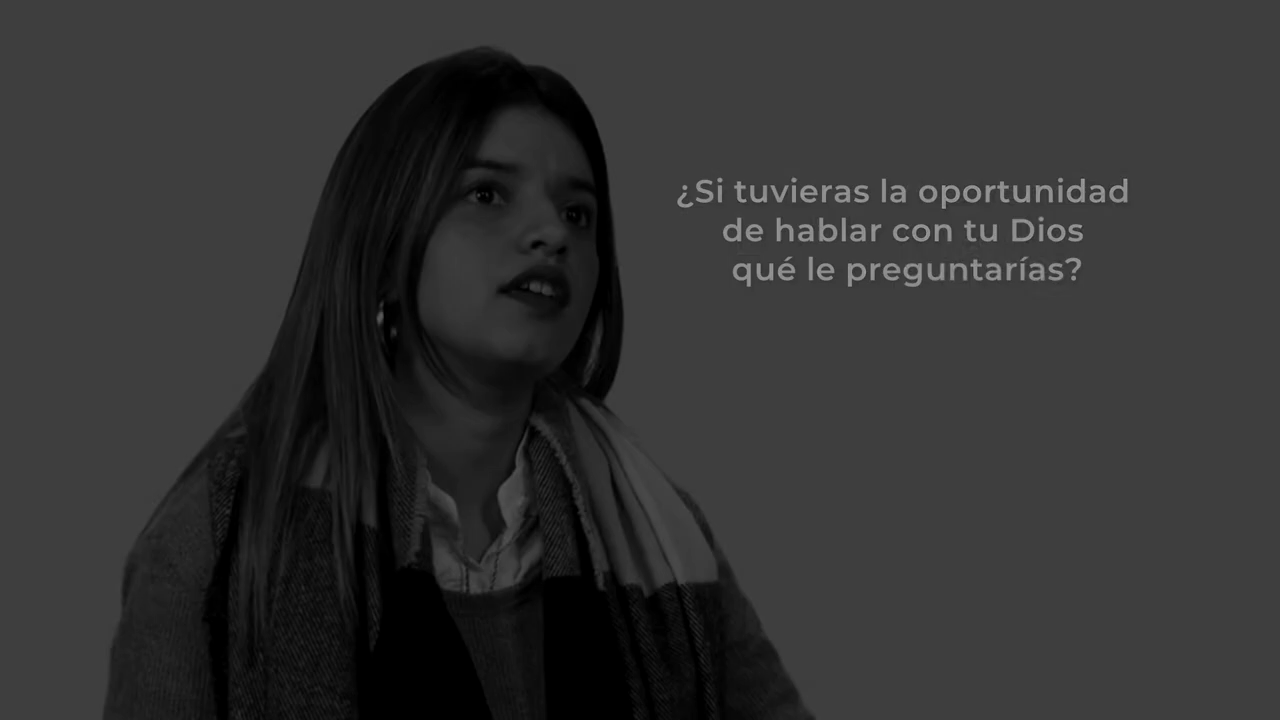 ¿Si tuvieras la oportunidad
de hablar con tu Dios
qué le preguntarías?